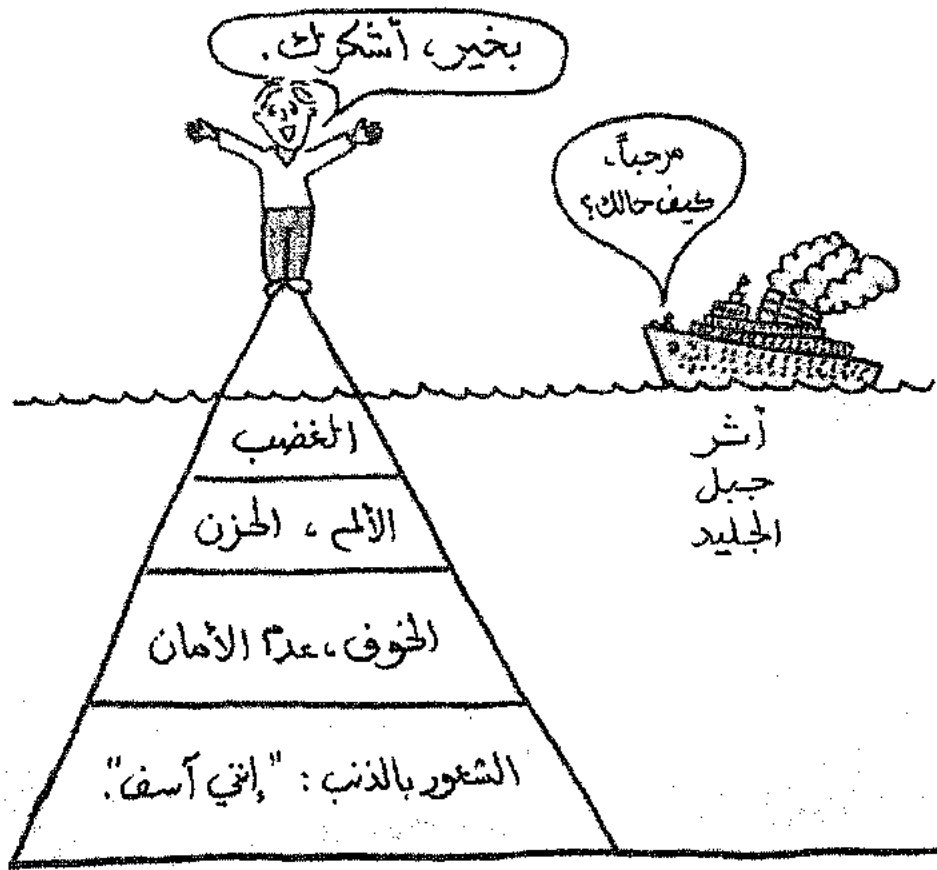 بخير، أشكرك.
مرحباً،
كيف حالك؟
أثر
جبل
الجليد
الغضب
الألم، الحزن
الخوف، عدم الأمان
الشعور بالذنب: "إنني آسف".